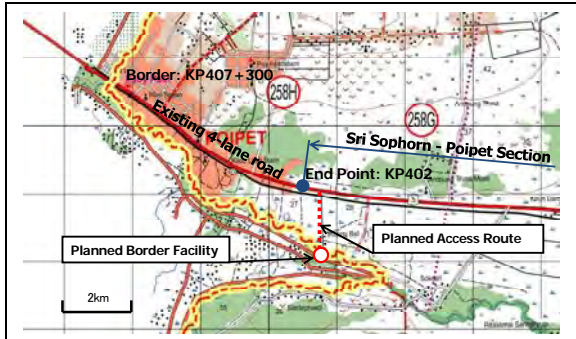 Border: KP407+300
258H
258G
Existing 4-lane road
POIPET
Sri Sophorn - Poipet Section
End Point: KP402
5
Planned Border Facility
Planned Access Route
2km